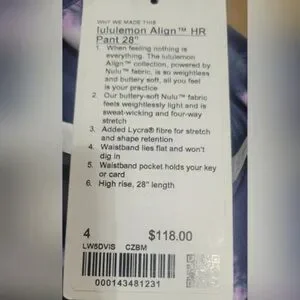 WHY WE MADE THIS
lululemon Align™ HR
Pant 28"
1. When feeling nothing is
everything. The lululemon
Align™ collection, powered by
Nulu™ fabric, is so weightless
and buttery soft, all you feel
is your practice
2. Our buttery-soft Nulu™ fabric
feels weightlessly light and is
sweat-wicking and four-way
stretch
3. Added Lycra® fibre for stretch
and shape retention
4. Waistband lies flat and won't
dig in
5. Waistband pocket holds your key
or card
6. High rise, 28" length
4 $118.00
LW5DVIS CZBM
000143481231